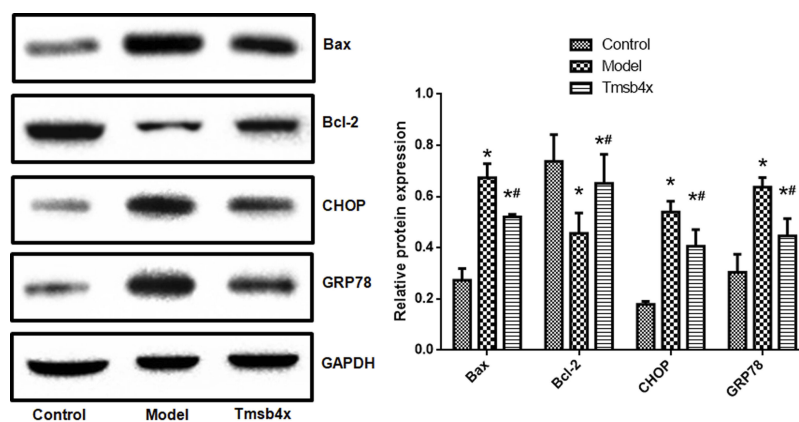 Bax
Bcl-2
CHOP
GRP78
GAPDH
Control Model Tmsb4x
Control
Model
Tmsb4x
Relative protein expression
1.0
0.8
0.6
0.4
0.2
0.0
* *# * *# * *# * *#
Bax Bcl-2 CHOP GRP78